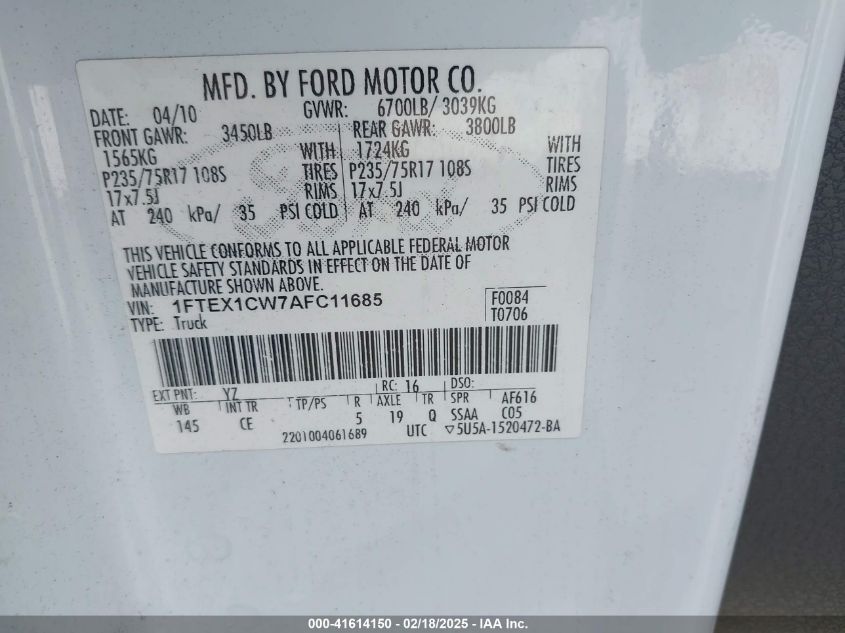 MFD. BY FORD MOTOR CO.
DATE: 04/10 GVWR: 6700LB/ 3039KG
FRONT GAWR: 3450LB REAR GAWR: 3800LB
1565KG WITH 1724KG WITH
P235/75R17 108S TIRES P235/75R17 108S TIRES
17x7.5J RIMS 17x7.5J RIMS
AT 240 kPa/ 35 PSI COLD AT 240 kPa/ 35 PSI COLD
THIS VEHICLE CONFORMS TO ALL APPLICABLE FEDERAL MOTOR
VEHICLE SAFETY STANDARDS IN EFFECT ON THE DATE OF
MANUFACTURE SHOWN ABOVE.
VIN: 1FTEX1CW7AFC11685 F0084
TYPE: Truck T0706
EXT PNT: YZ RC: 16 DSO:
WB INT TR TP/PS R AXLE TR SPR AF616
145 CE 5 19 Q SSAA C05
2201004061689 UTC ▽5U5A-1520472-BA
000-41614150 - 02/18/2025 - IAA Inc.